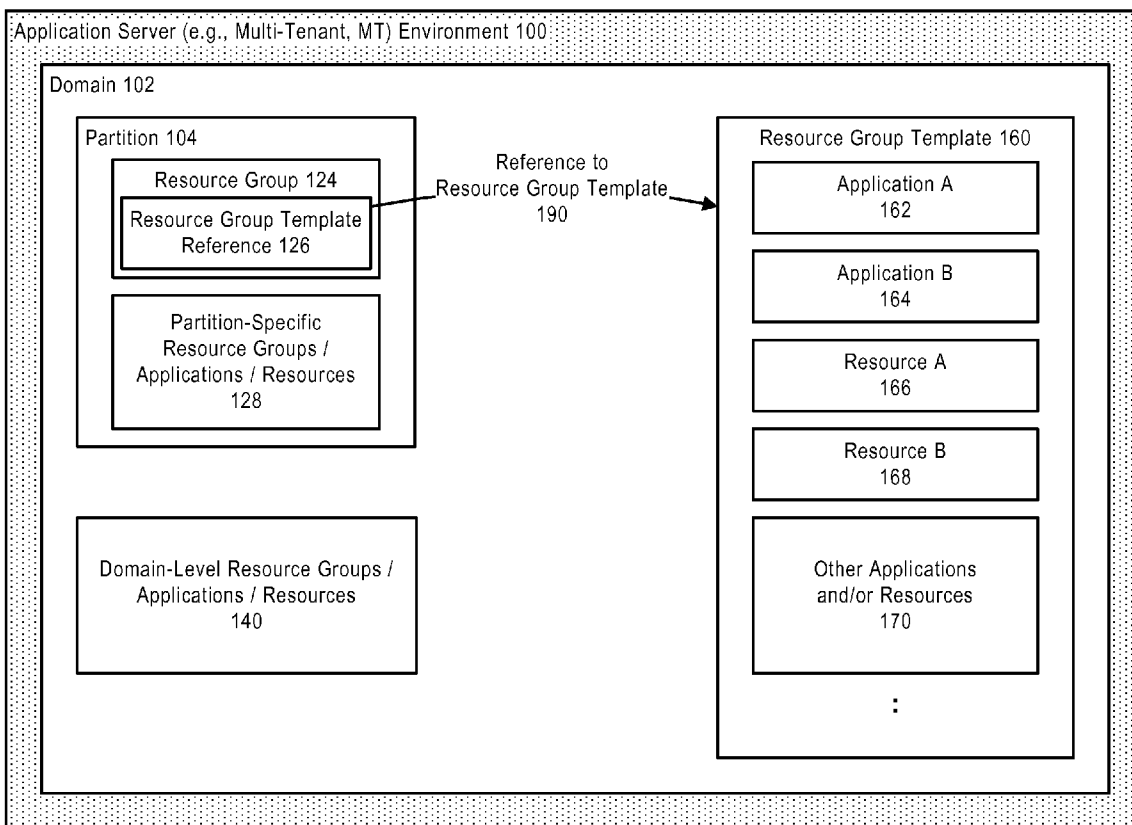 Application Server (e.g., Multi-Tenant, MT) Environment 100
Domain 102
Partition 104
Resource Group 124
Resource Group Template
Reference 126
Partition-Specific
Resource Groups /
Applications / Resources
128
Reference to
Resource Group Template
190
Resource Group Template 160
Application A
162
Application B
164
Resource A
166
Resource B
168
Other Applications
and/or Resources
170
:
Domain-Level Resource Groups /
Applications / Resources
140